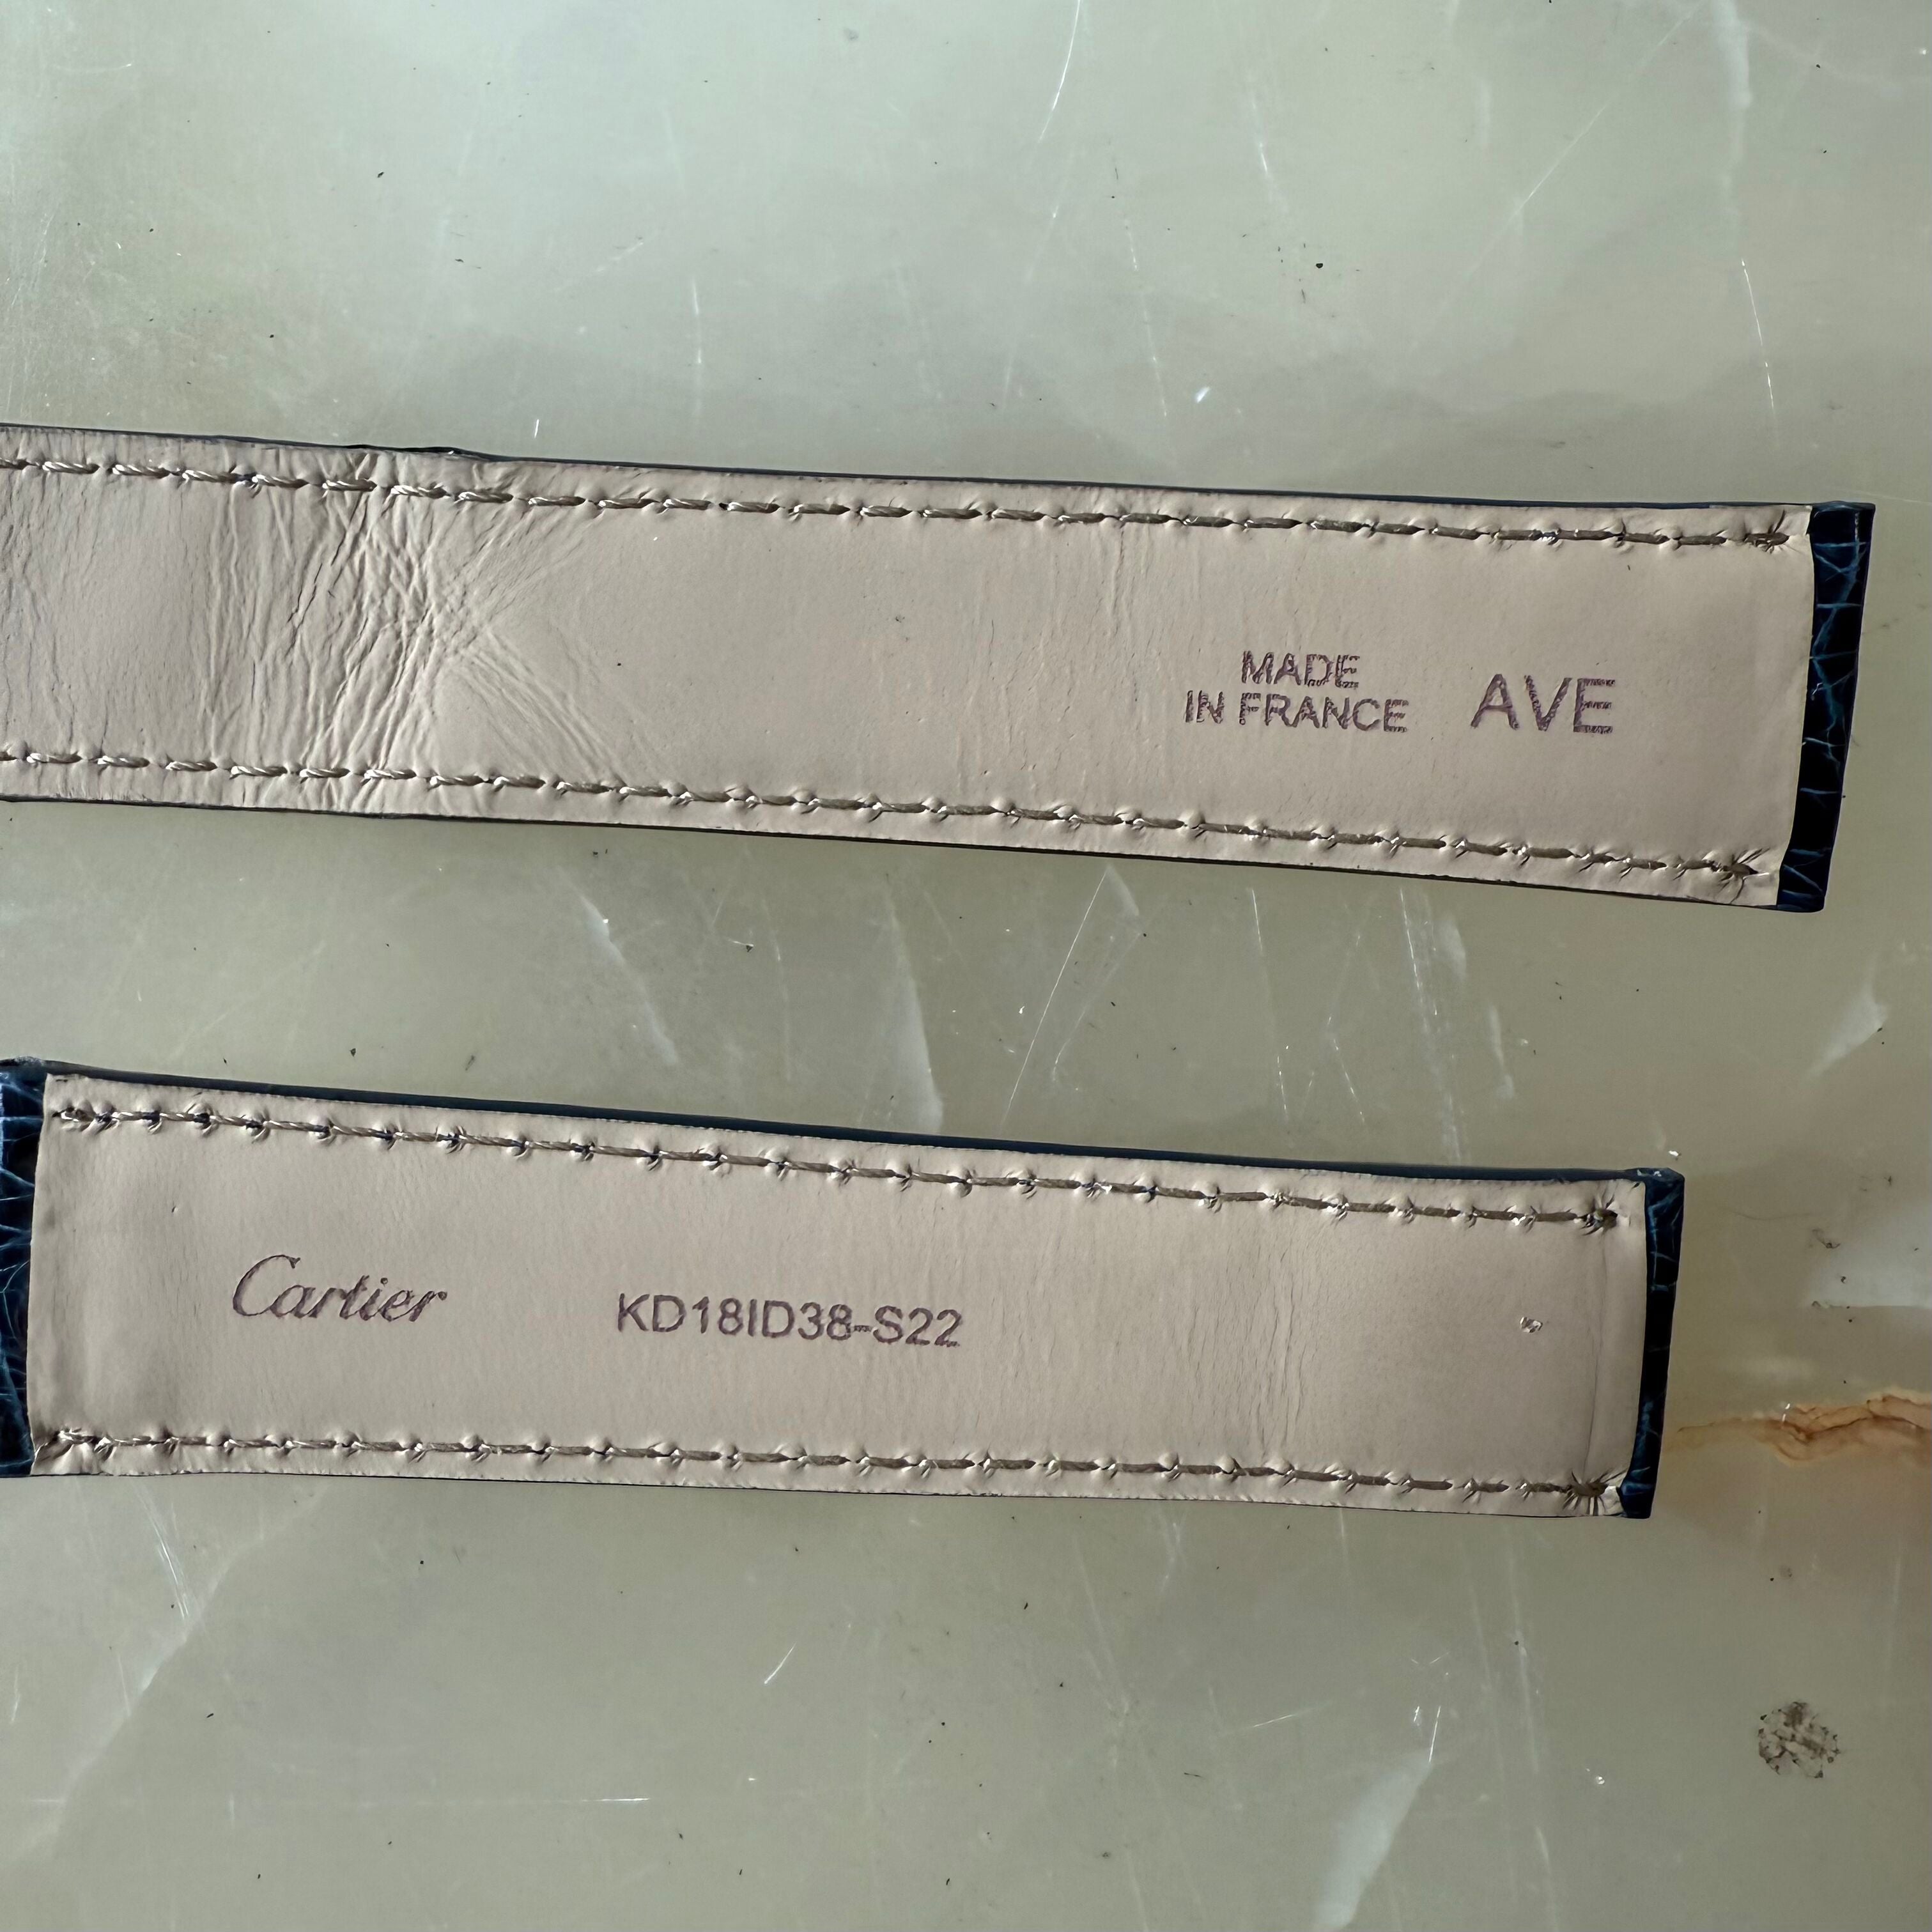 MADE
IN FRANCE
AVE
Cartier
KD18ID38-S22